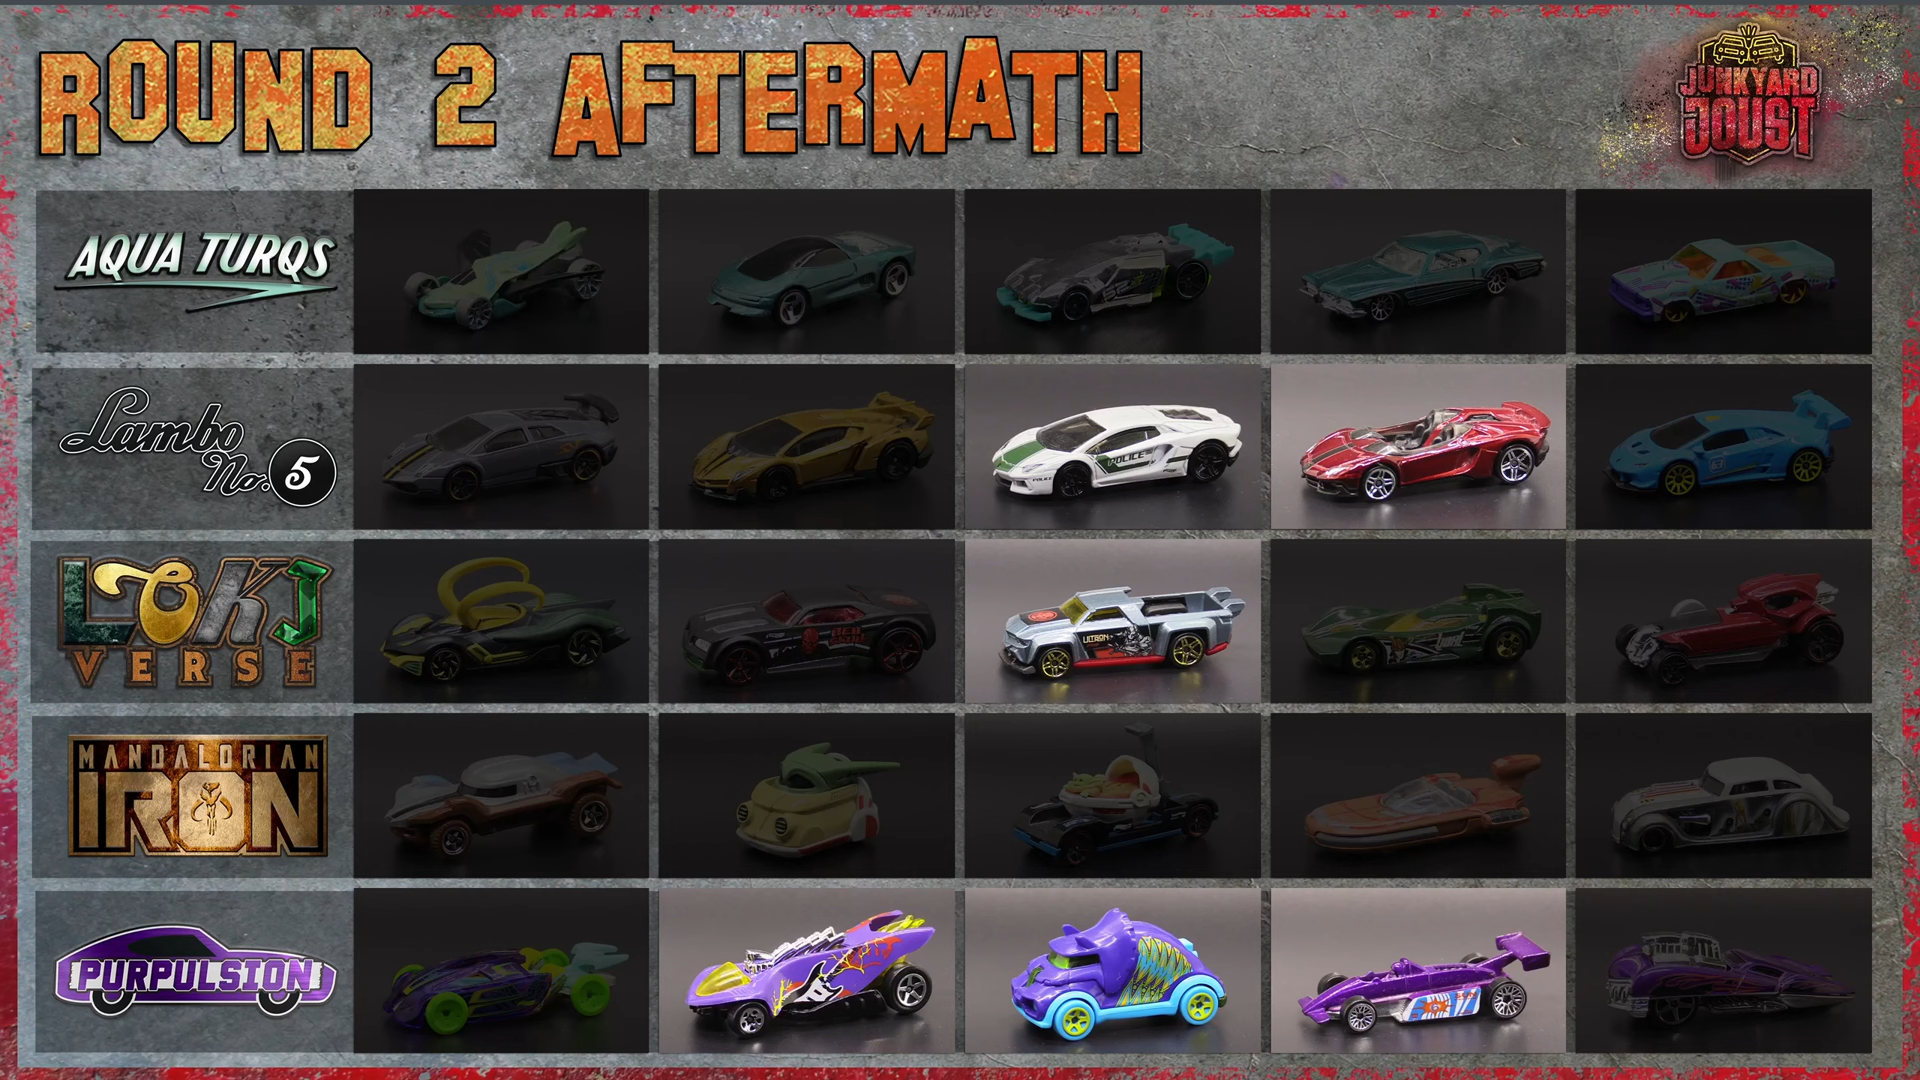 ROUND 2 AFTERMATH
JUNKYARD
JOUST
AQUA TURQS
Lambo
No. 5
POLICE
LOKI
VERSE
ULTRON
MANDALORIAN
IRON
PURPULSION